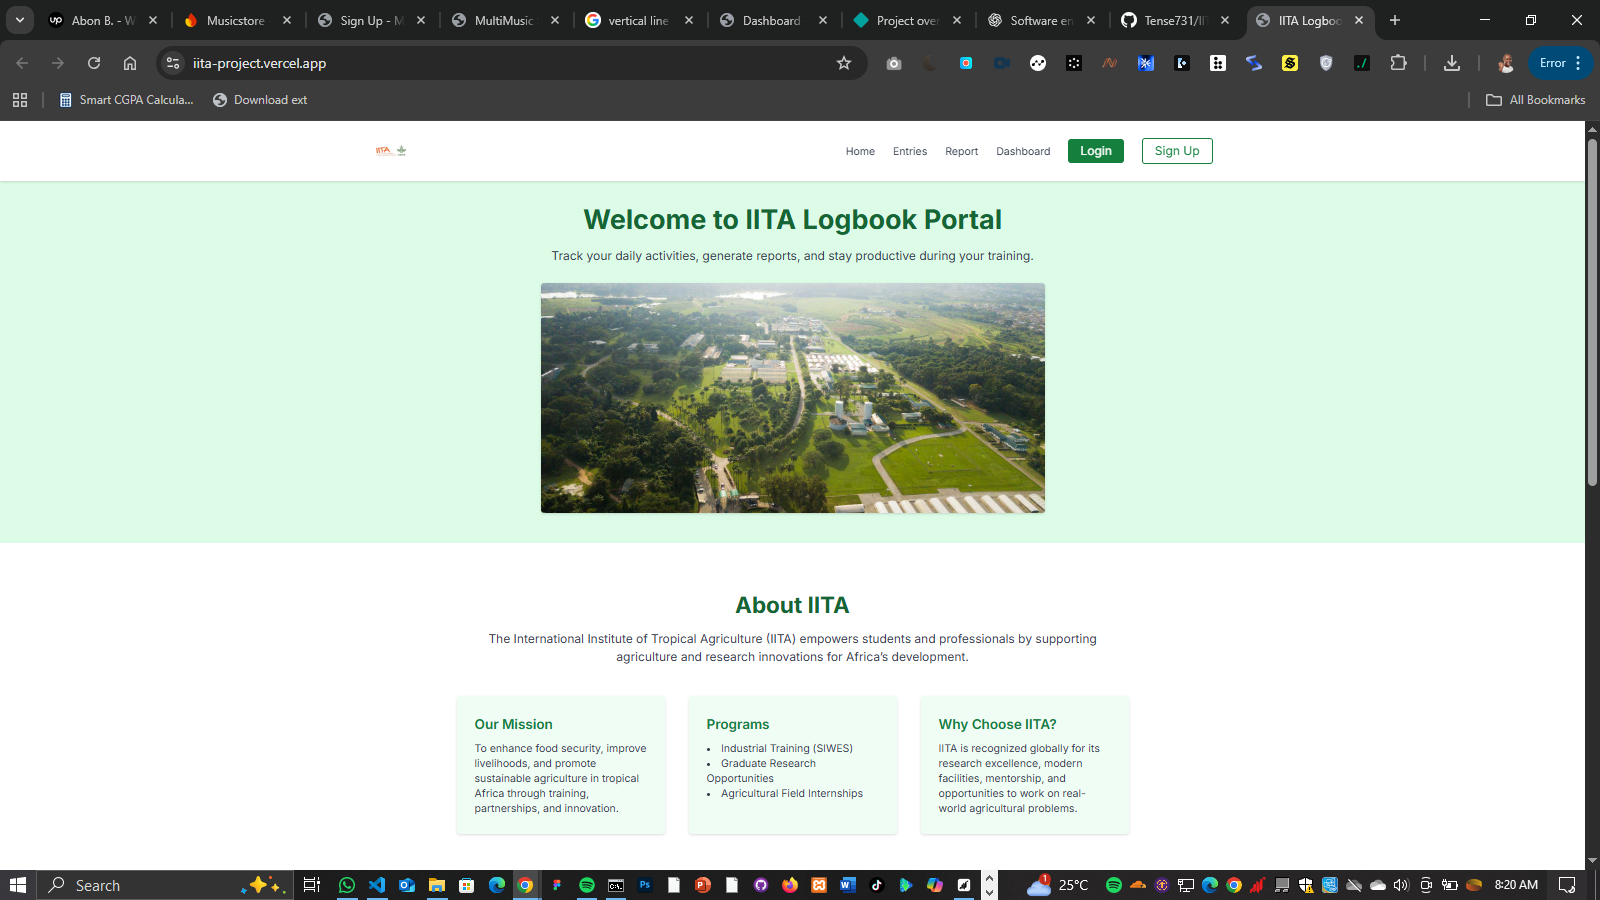 Abon B. - W
Musicstore
Sign Up - M
MultiMusic
vertical line
Dashboard
Project over
Software en
Tense731/II
IITA Logboo
iita-project.vercel.app
Error
Smart CGPA Calcula...
Download ext
All Bookmarks
IITA
Home
Entries
Report
Dashboard
Login
Sign Up
Welcome to IITA Logbook Portal
Track your daily activities, generate reports, and stay productive during your training.
About IITA
The International Institute of Tropical Agriculture (IITA) empowers students and professionals by supporting
agriculture and research innovations for Africa’s development.
Our Mission
To enhance food security, improve
livelihoods, and promote
sustainable agriculture in tropical
Africa through training,
partnerships, and innovation.
Programs
• Industrial Training (SIWES)
• Graduate Research
Opportunities
• Agricultural Field Internships
Why Choose IITA?
IITA is recognized globally for its
research excellence, modern
facilities, mentorship, and
opportunities to work on real-
world agricultural problems.
Search
1
25°C
8:20 AM